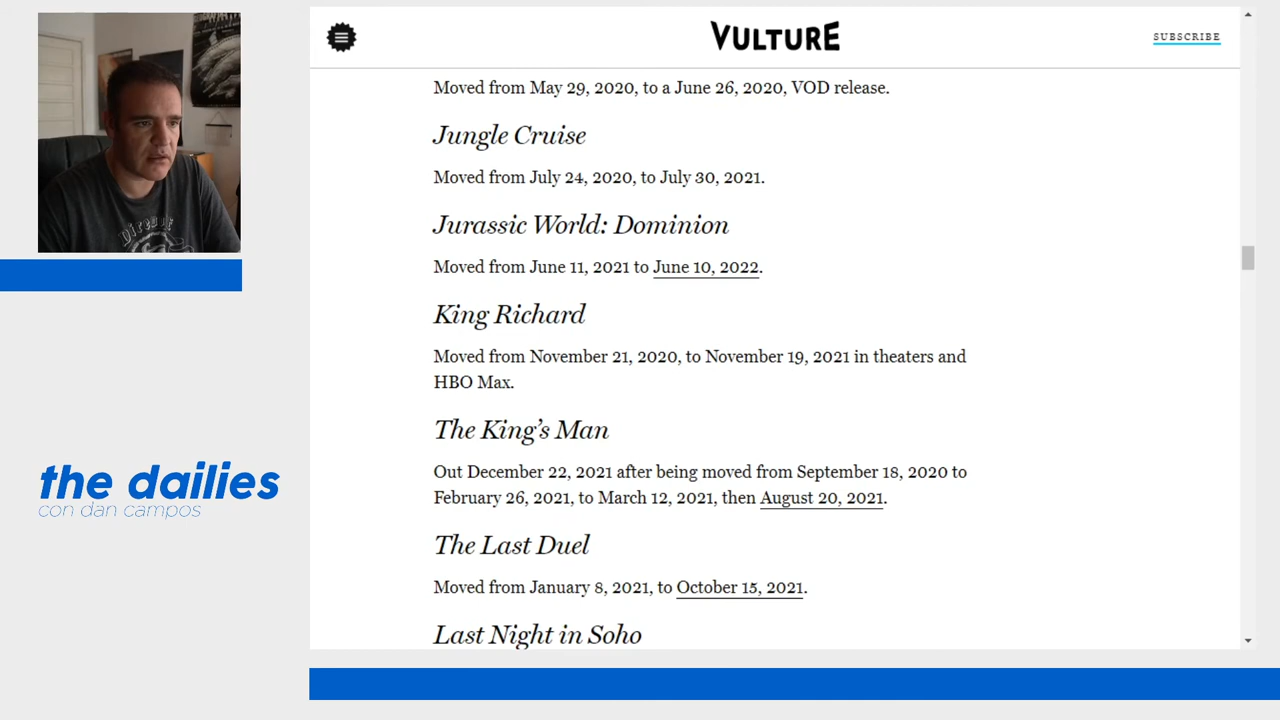 VULTURE
SUBSCRIBE
Moved from May 29, 2020, to a June 26, 2020, VOD release.
Jungle Cruise
Moved from July 24, 2020, to July 30, 2021.
Jurassic World: Dominion
Moved from June 11, 2021 to June 10, 2022.
King Richard
Moved from November 21, 2020, to November 19, 2021 in theaters and
HBO Max.
The King's Man
Out December 22, 2021 after being moved from September 18, 2020 to
February 26, 2021, to March 12, 2021, then August 20, 2021.
The Last Duel
Moved from January 8, 2021, to October 15, 2021.
Last Night in Soho
the dailies
con dan campos